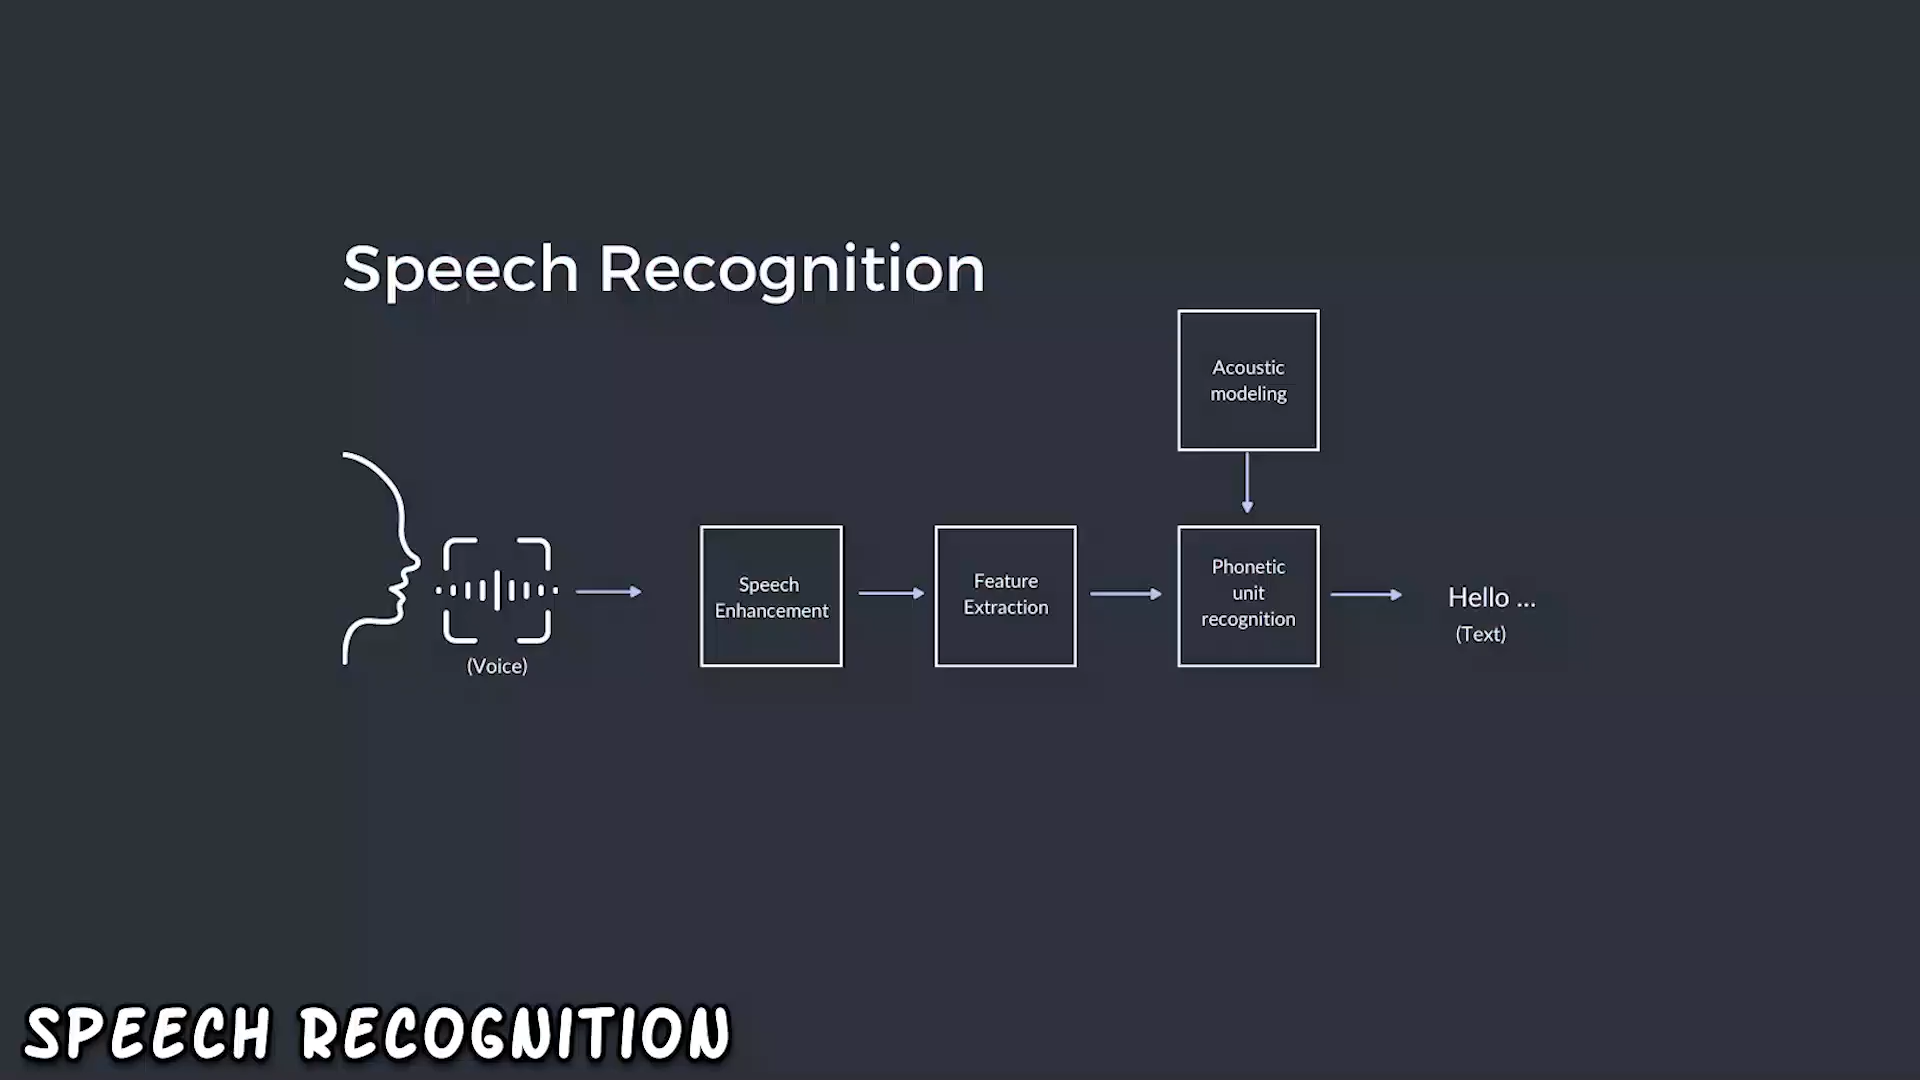 Speech Recognition
Acoustic
modeling
(Voice)
Speech
Enhancement
Feature
Extraction
Phonetic
unit
recognition
Hello ...
(Text)
SPEECH RECOGNITION